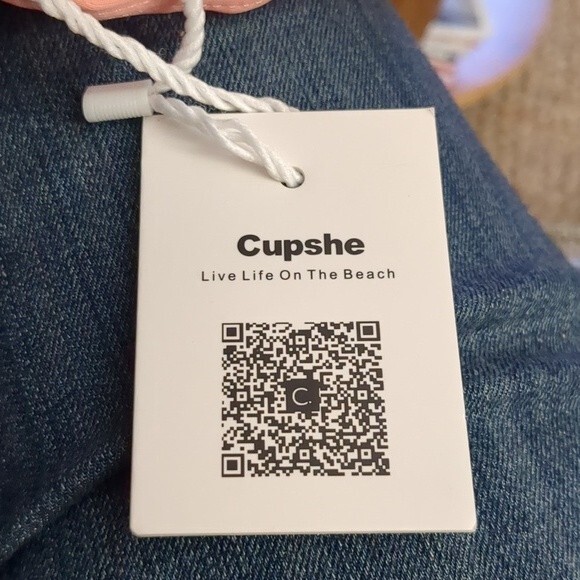 Cupshe
Live Life On The Beach
C.